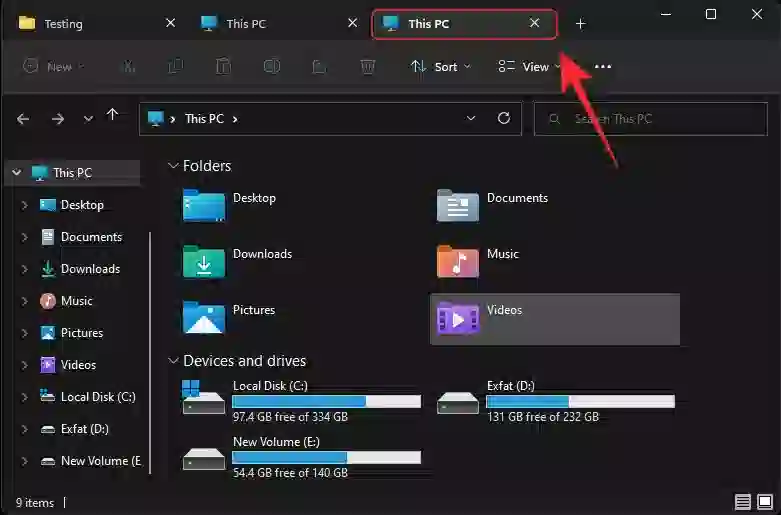 Testing
This PC
This PC
New
Sort
View
This PC
Search This PC
This PC
Desktop
Documents
Downloads
Music
Pictures
Videos
Local Disk (C:)
Exfat (D:)
New Volume (E
Folders
Desktop
Documents
Downloads
Music
Pictures
Videos
Devices and drives
Local Disk (C:)
97.4 GB free of 334 GB
Exfat (D:)
131 GB free of 232 GB
New Volume (E:)
54.4 GB free of 140 GB
9 items